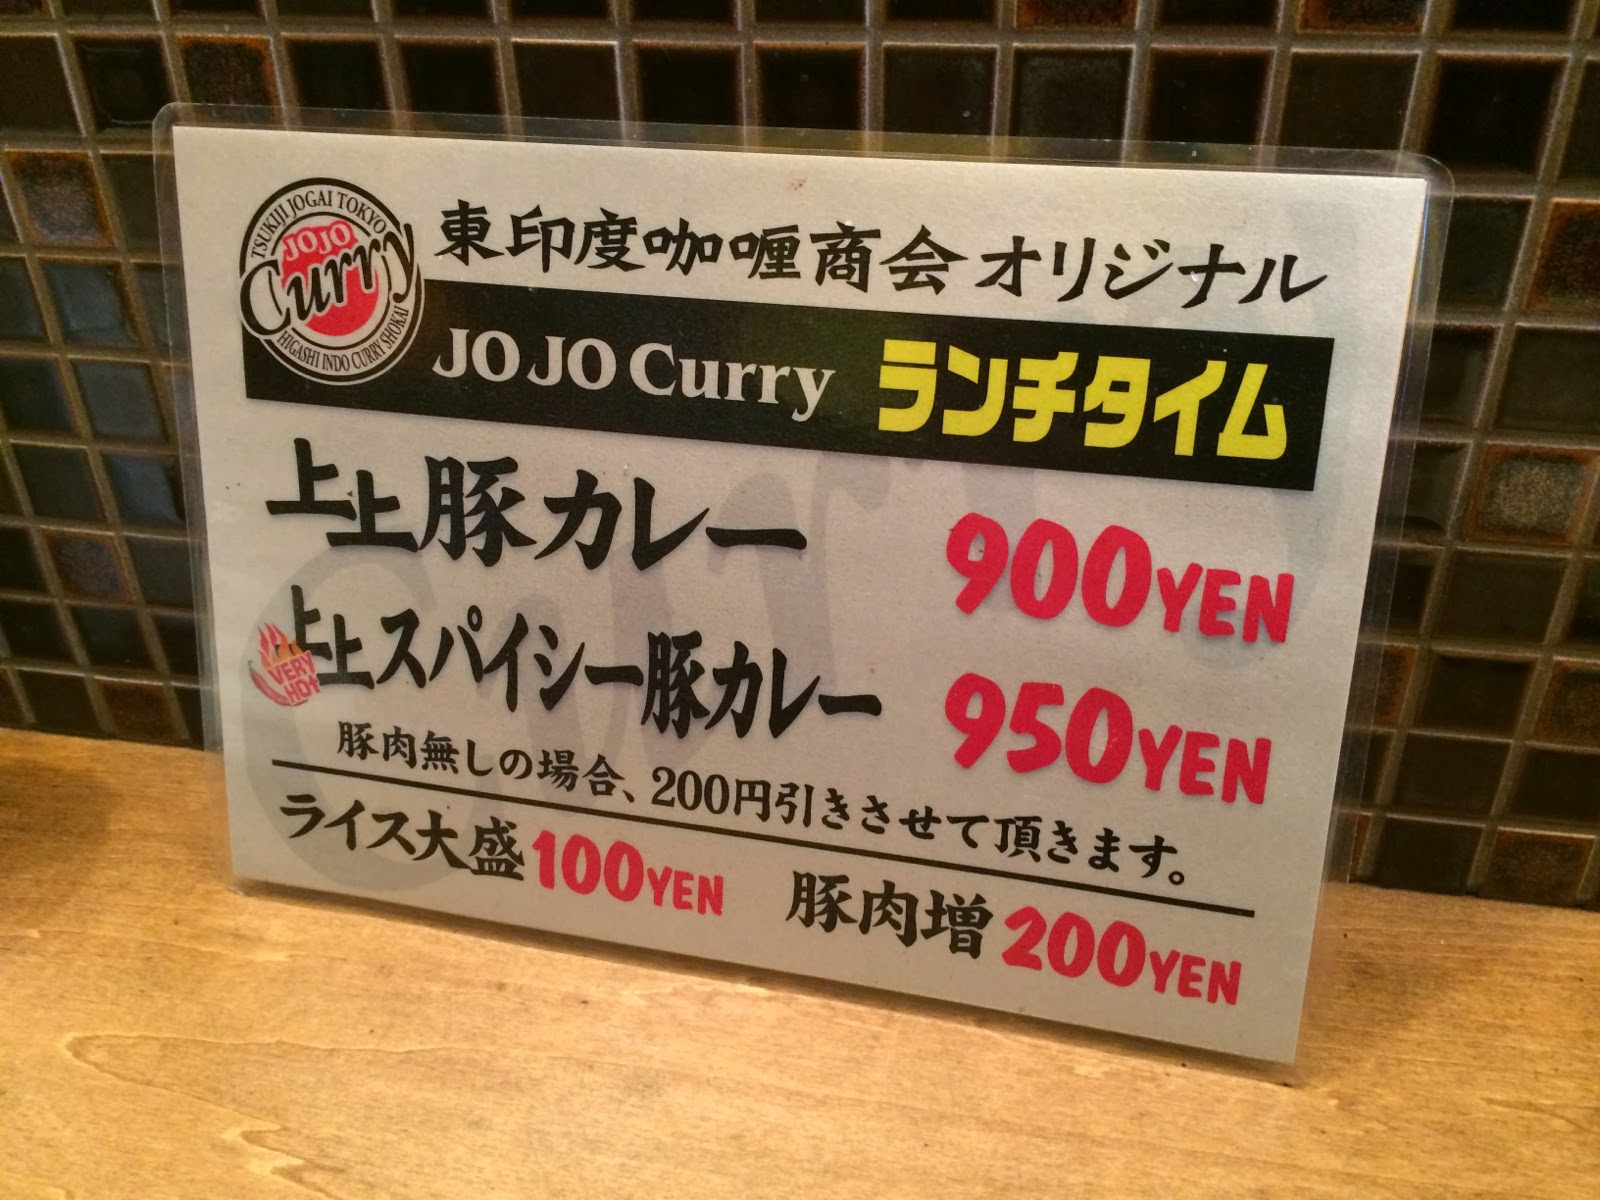 TSUKIJI JOGAI TOKYO
JOJO
Curry
HIGASHI INDO CURRY SHOKAI
東印度咖喱商会オリジナル
JOJO Curry ランチタイム
上上豚カレー 900YEN
VERY
HOT
上上スパイシー豚カレー 950YEN
豚肉無しの場合、200円引きさせて頂きます。
ライス大盛100YEN 豚肉増200YEN